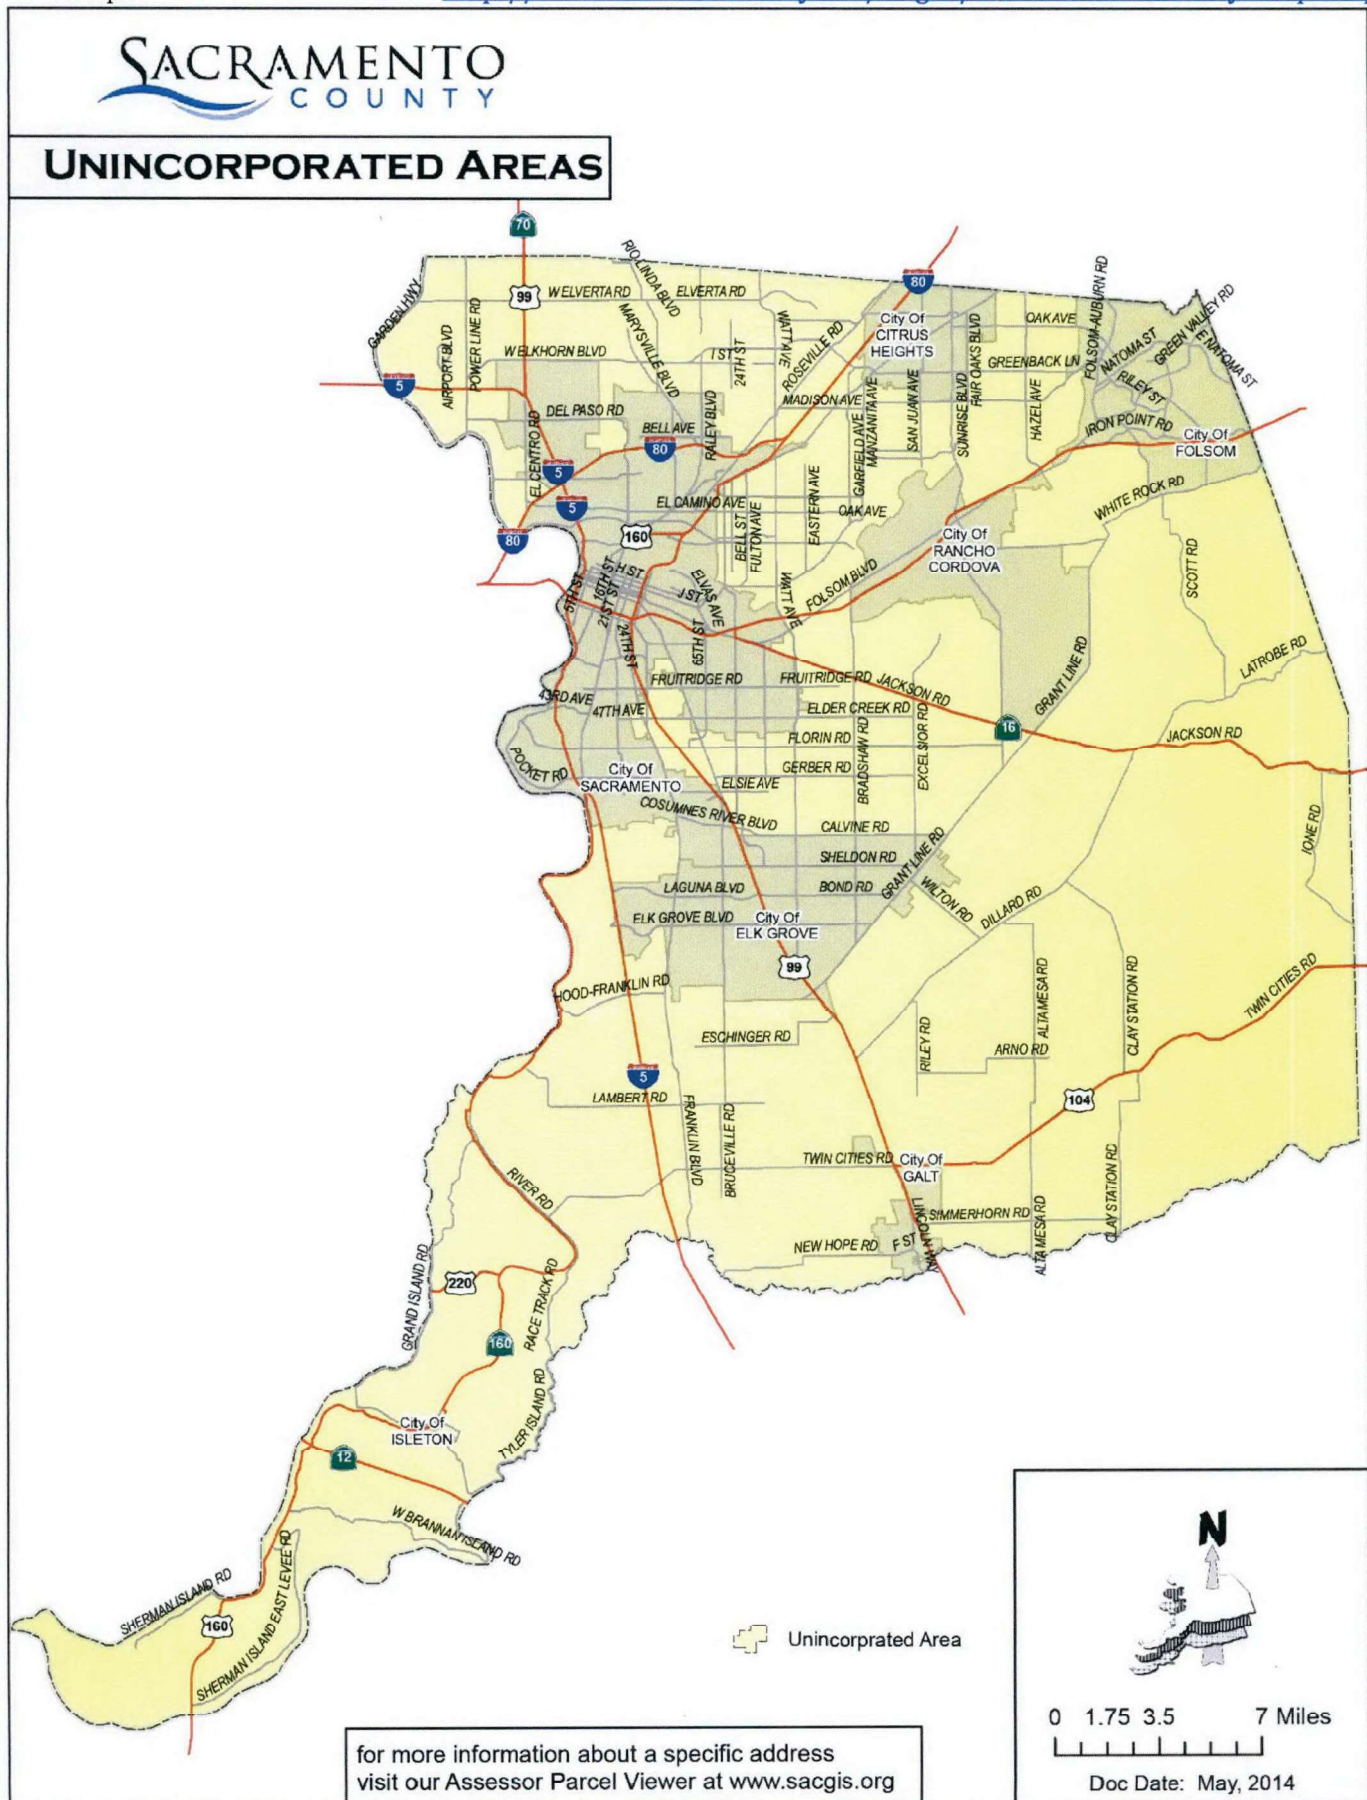 SACRAMENTO
COUNTY
UNINCORPORATED AREAS
70
RIO LINDA BLVD
FOLSOM-AUBURN RD
80
GARDEN HWY
99
W ELVERTA RD
ELVERTA RD
GREEN VALLEY RD
AIRPORT BLVD
POWER LINE RD
MARYSVILLE BLVD
WATT AVE
ROSEVILLE RD
City Of
CITRUS
HEIGHTS
FAIR OAKS BLVD
OAK AVE
NATOMA ST
E NATOMA ST
W ELKHORN BLVD
I ST
24TH ST
GREENBACK LN
RILEY ST
5
MADISON AVE
MANZANITA AVE
SAN JUAN AVE
SUNRISE BLVD
HAZEL AVE
DEL PASO RD
BELL AVE
RALEY BLVD
GARFIELD AVE
IRON POINT RD
City Of
FOLSOM
EL CENTRO RD
80
5
5
EL CAMINO AVE
BELL ST
FULTON AVE
EASTERN AVE
OAK AVE
WHITE ROCK RD
80
160
City Of
RANCHO
CORDOVA
SCOTT RD
5TH ST
16TH ST
21ST ST
H ST
J ST
ELVAS AVE
WATT AVE
FOLSOM BLVD
24TH ST
65TH ST
LATROBE RD
FRUITRIDGE RD
FRUITRIDGE RD
JACKSON RD
GRANT LINE RD
43RD AVE
47TH AVE
ELDER CREEK RD
16
JACKSON RD
FLORIN RD
BRADSHAW RD
EXCELSIOR RD
POCKET RD
City Of
SACRAMENTO
ELSIE AVE
GERBER RD
COSUMNES RIVER BLVD
CALVINE RD
IONE RD
SHELDON RD
GRANT LINE RD
LAGUNA BLVD
BOND RD
WILTON RD
DILLARD RD
ELK GROVE BLVD
City Of
ELK GROVE
99
HOOD-FRANKLIN RD
ALTA MESA RD
CLAY STATION RD
TWIN CITIES RD
ESCHINGER RD
RILEY RD
ARNO RD
5
LAMBERT RD
104
FRANKLIN BLVD
BRUCEVILLE RD
TWIN CITIES RD
City Of
GALT
RIVER RD
CLAY STATION RD
LINCOLN WAY
SIMMERHORN RD
ALTA MESA RD
NEW HOPE RD
F ST
GRAND ISLAND RD
220
RACE TRACK RD
160
TYLER ISLAND RD
City Of
ISLETON
12
W BRANNAN ISLAND RD
SHERMAN ISLAND RD
160
SHERMAN ISLAND EAST LEVEE RD
Unincorprated Area
N
0 1.75 3.5 7 Miles
Doc Date: May, 2014
for more information about a specific address
visit our Assessor Parcel Viewer at www.sacgis.org